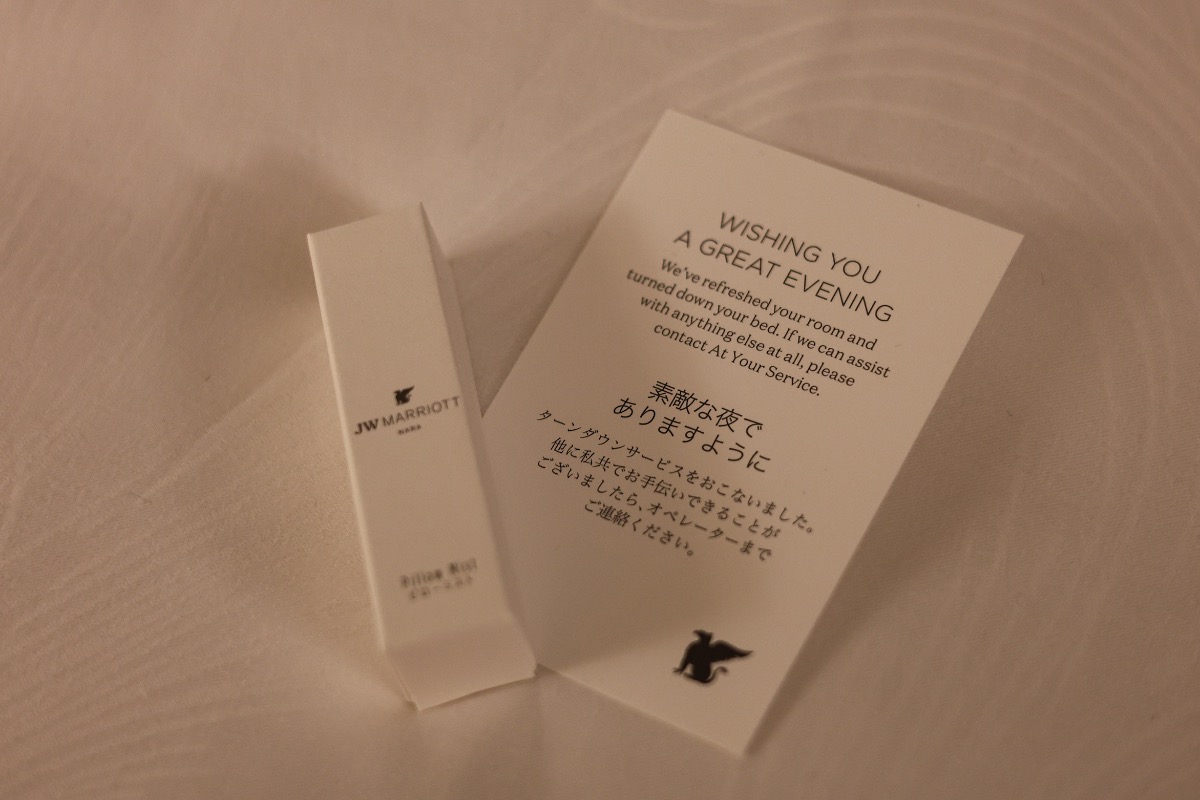 JW MARRIOTT
NARA
Pillow Mist
ピローミスト
WISHING YOU
A GREAT EVENING
We've refreshed your room and
turned down your bed. If we can assist
with anything else at all, please
contact At Your Service.
素敵な夜で
ありますように
ターンダウンサービスをおこないました。
他に私共でお手伝いできることが
ございましたら、オペレーターまで
ご連絡ください。